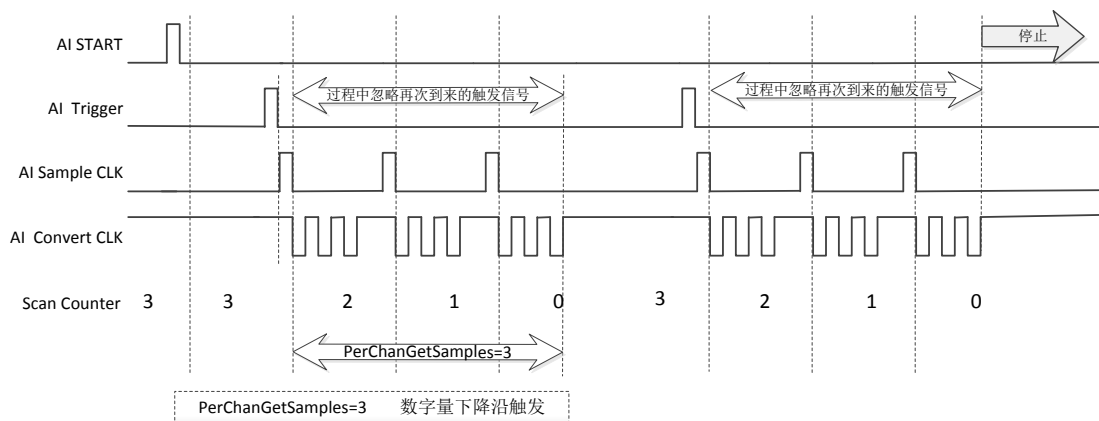 AI START
停止
过程中忽略再次到来的触发信号
过程中忽略再次到来的触发信号
AI Trigger
AI Sample CLK
AI Convert CLK
Scan Counter 3 3 2 1 0 3 2 1 0
PerChanGetSamples=3
PerChanGetSamples=3 数字量下降沿触发